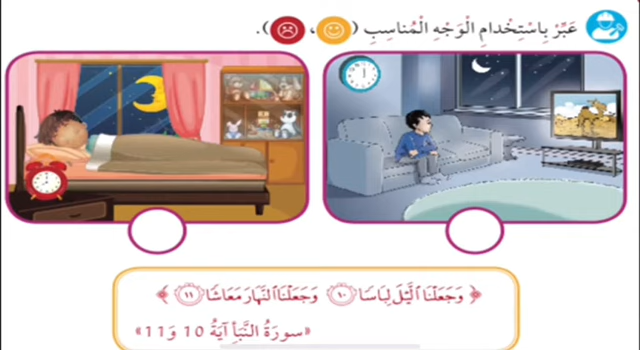 عَبِّرْ بِاسْتِخْدامِ الْوَجْهِ الْمُناسِبِ ( ، ).
﴿ وَجَعَلْنَا ٱلَّيْلَ لِبَاسًا ١٠ وَجَعَلْنَا ٱلنَّهَارَ مَعَاشًا ١١ ﴾
«سورَةُ النَّبَأِ آيَةُ 10 وَ11»